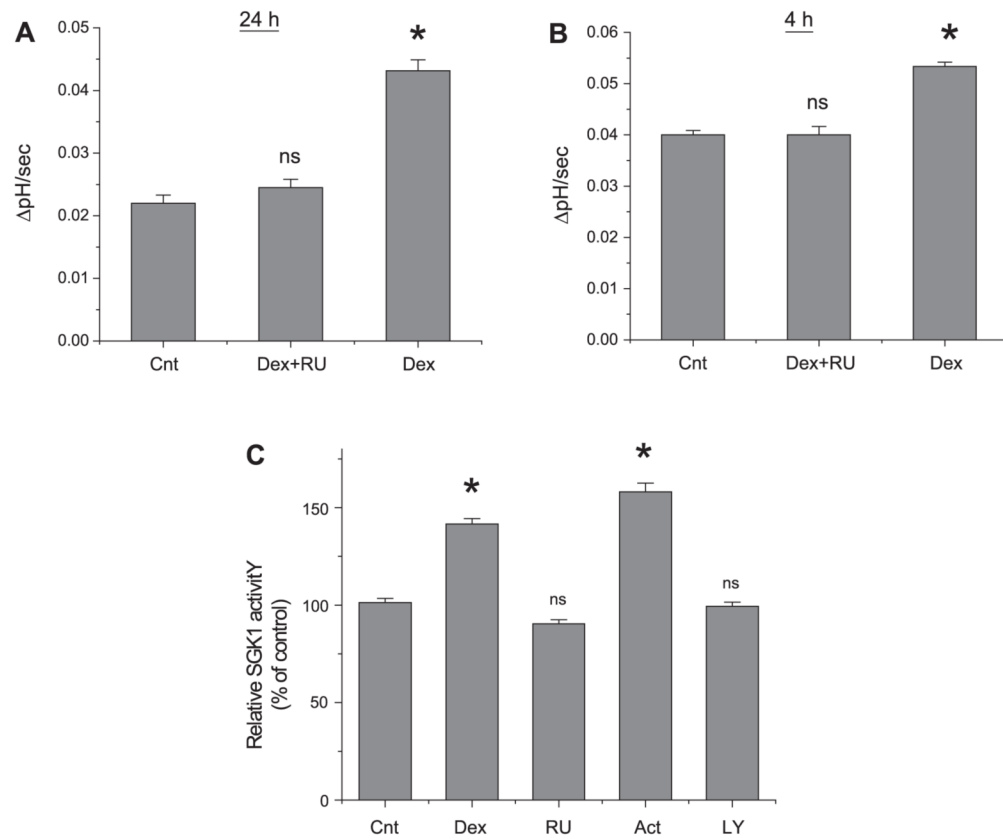 A
24 h
*
ns
0.05
0.04
0.03
0.02
0.01
0.00
ΔpH/sec
Cnt Dex+RU Dex
B
4 h
*
ns
0.06
0.05
0.04
0.03
0.02
0.01
0.00
ΔpH/sec
Cnt Dex+RU Dex
C
*
*
ns
ns
150
100
50
0
Relative SGK1 activitY
(% of control)
Cnt Dex RU Act LY